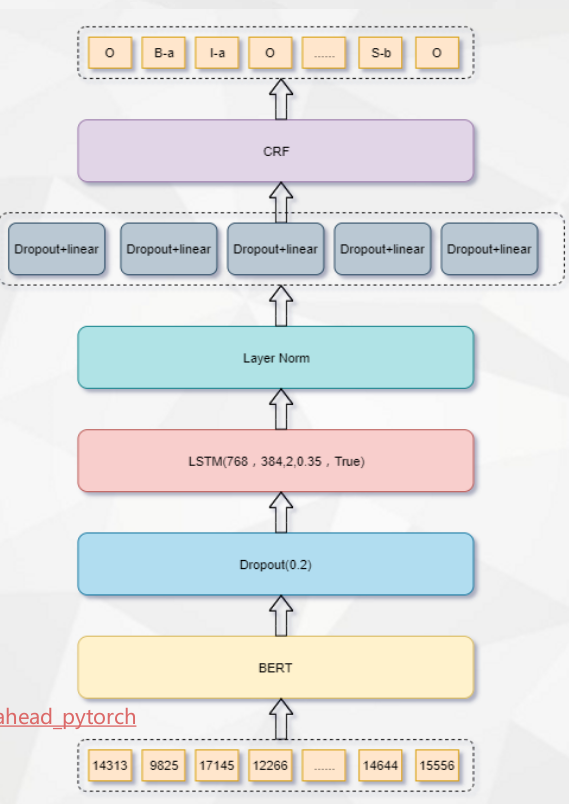 O B-a I-a O ...... S-b O
CRF
Dropout+linear Dropout+linear Dropout+linear Dropout+linear Dropout+linear
Layer Norm
LSTM(768，384,2,0.35，True)
Dropout(0.2)
BERT
ahead_pytorch
14313 9825 17145 12266 ...... 14644 15556